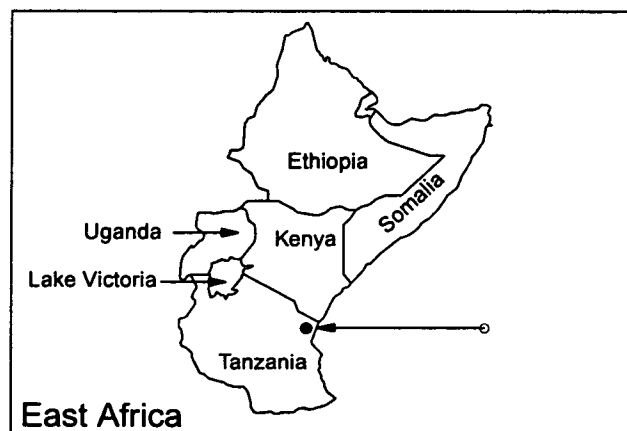 Ethiopia
Somalia
Uganda
Kenya
Lake Victoria
Tanzania
East Africa